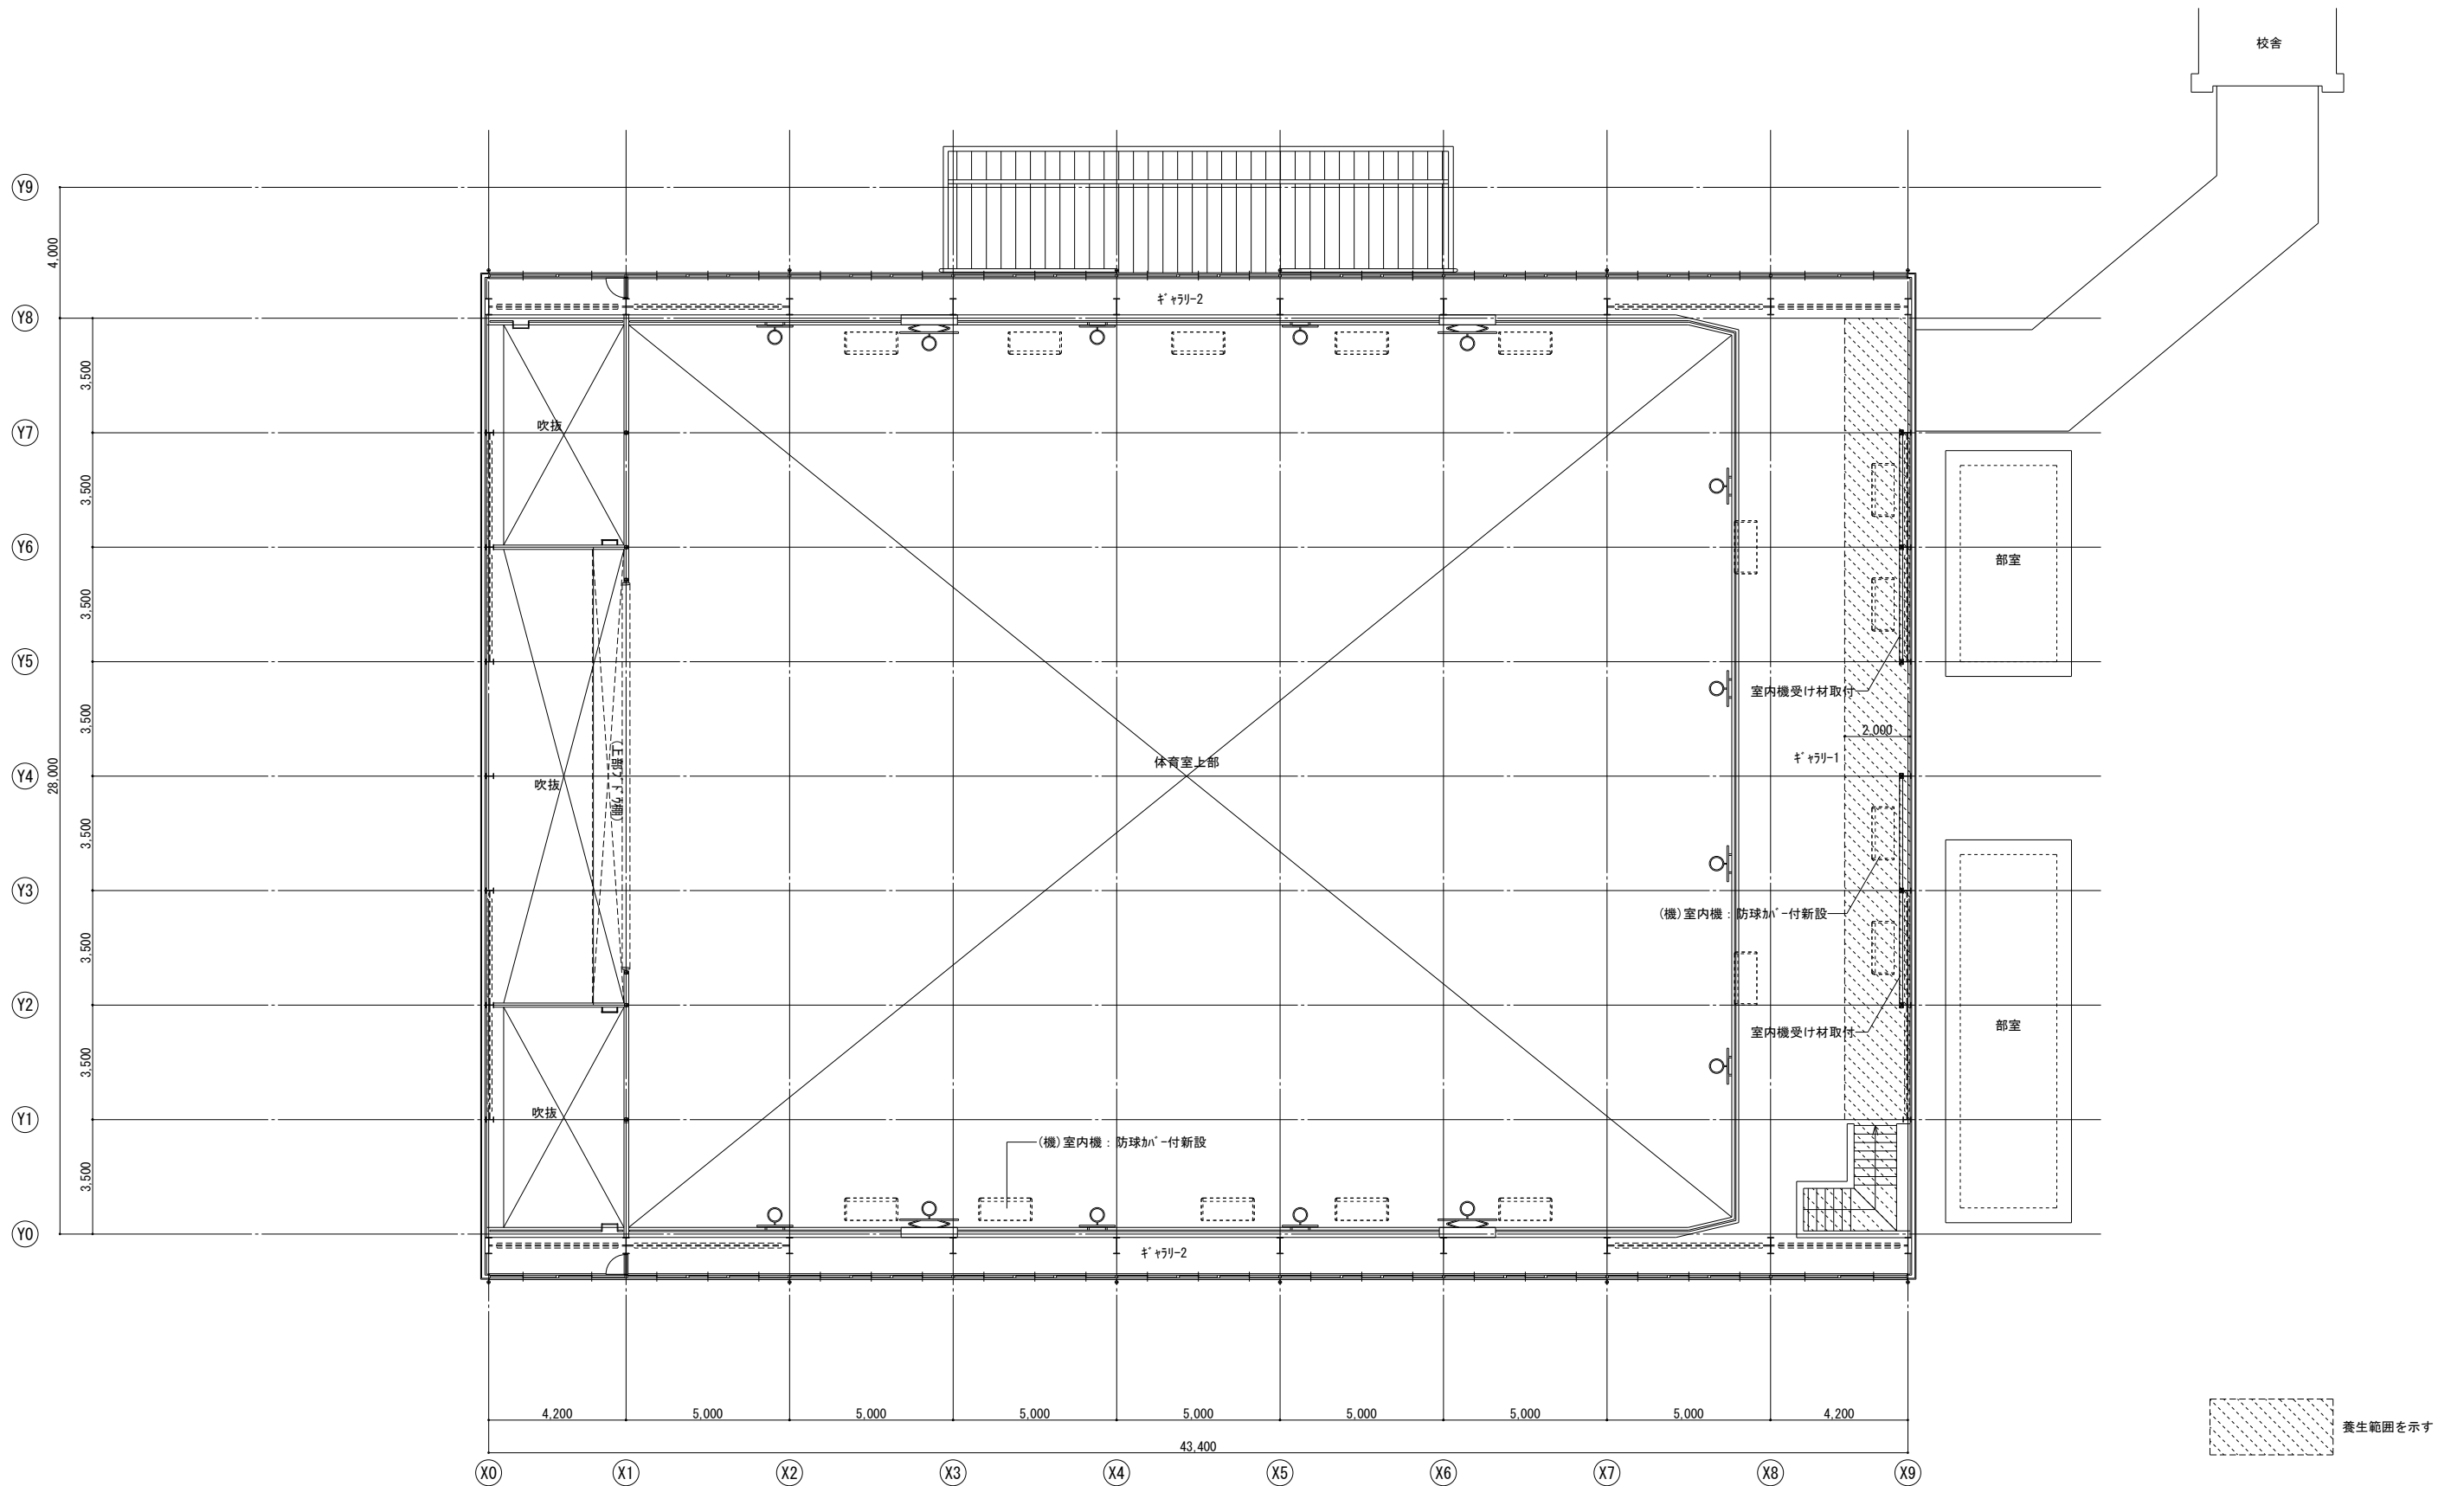 校舎
Y9
4,000
ｷﾞｬﾗﾘｰ2
Y8
3,500
吹抜
Y7
3,500
Y6
部室
3,500
Y5
室内機受け材取付
3,500
2,000
ｷﾞｬﾗﾘｰ1
体育室上部
Y4
28,000
吹抜
3,500
Y3
(機)室内機：防球ｶﾊﾞｰ付新設
3,500
Y2
部室
室内機受け材取付
3,500
Y1
吹抜
(機)室内機：防球ｶﾊﾞｰ付新設
3,500
Y0
ｷﾞｬﾗﾘｰ2
4,200
5,000
5,000
5,000
5,000
5,000
5,000
5,000
4,200
養生範囲を示す
43,400
X0
X1
X2
X3
X4
X5
X6
X7
X8
X9